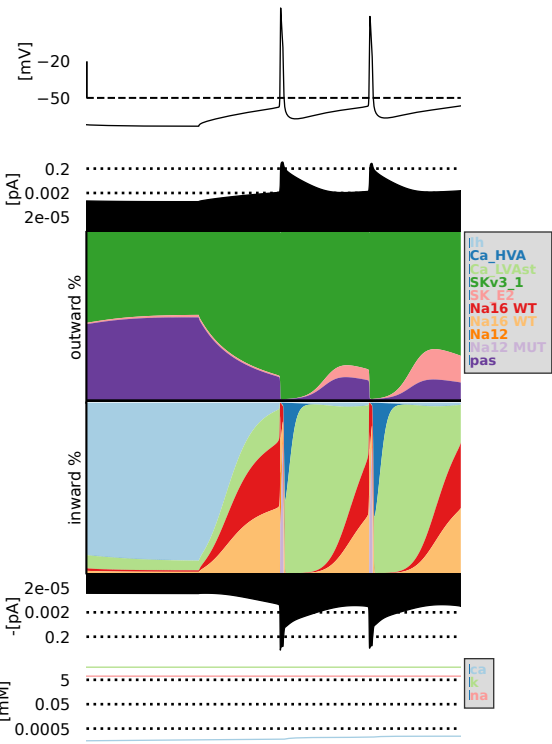 [mV]
−20
−50
[pA]
0.2
0.002
2e-05
outward %
Ih
Ca_HVA
Ca_LVAst
SKv3_1
SK_E2
Na16 WT
Na16 WT
Na12
Na12 MUT
pas
inward %
-[pA]
2e-05
0.002
0.2
[mM]
5
0.05
0.0005
ca
k
na